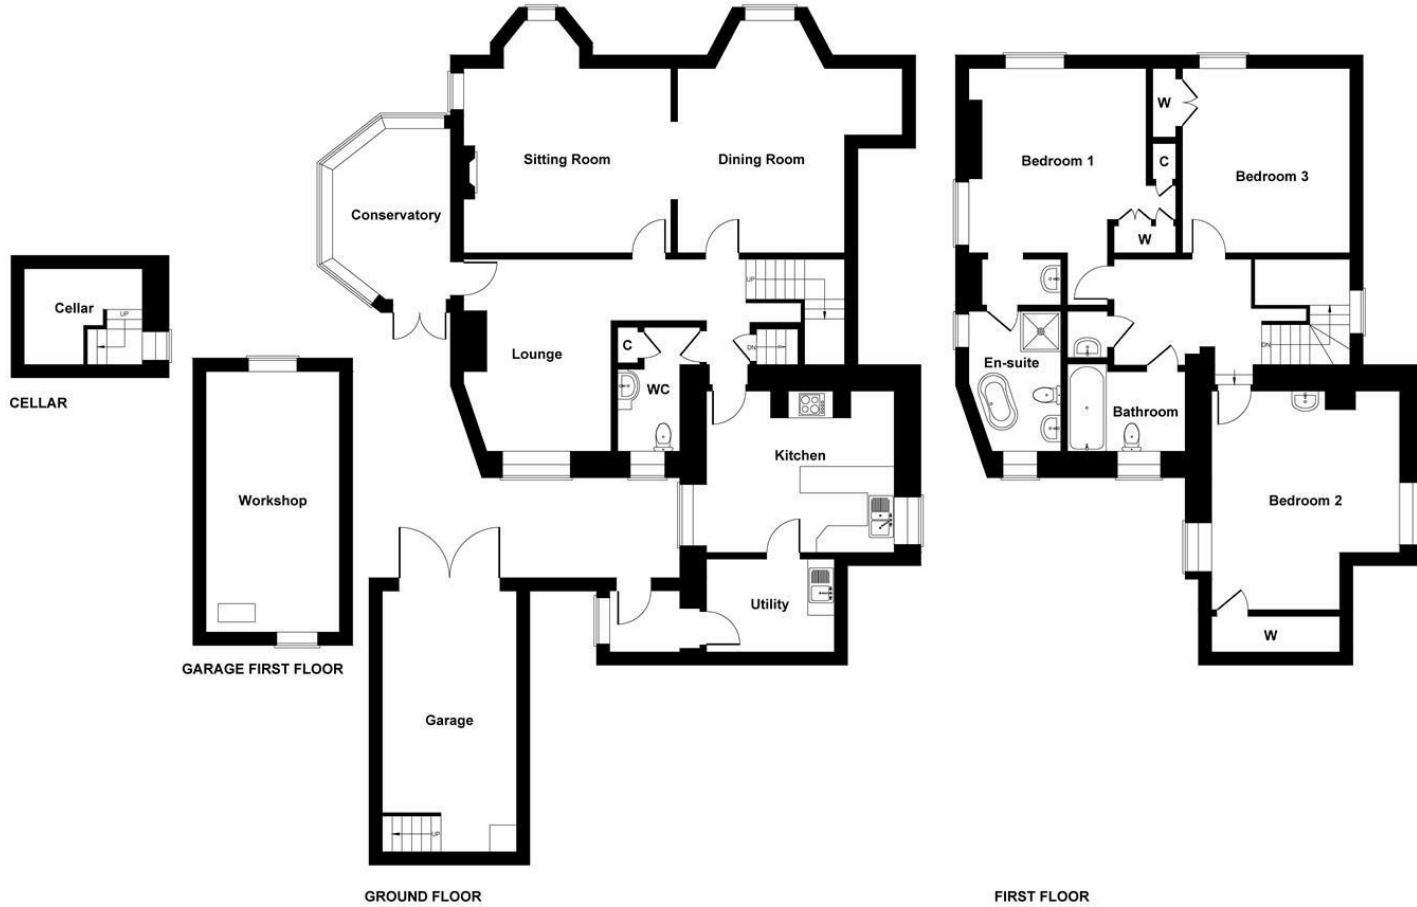 Cellar
UP
CELLAR
Workshop
GARAGE FIRST FLOOR
Sitting Room
Dining Room
Conservatory
UP
Lounge
C
DN
WC
Kitchen
Utility
Garage
UP
GROUND FLOOR
W
Bedroom 1
C
Bedroom 3
W
En-suite
DN
Bathroom
Bedroom 2
W
FIRST FLOOR